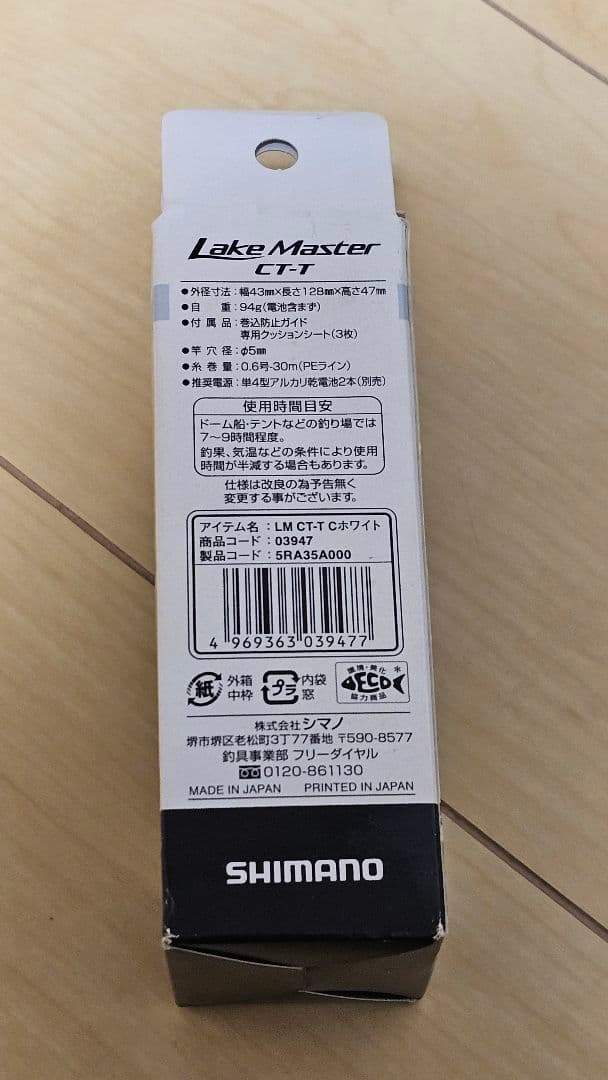 Lake Master
CT-T
●外径寸法：幅43㎜×長さ128㎜×高さ47㎜
●自　　重：94g(電池含まず)
●付 属 品：巻込防止ガイド
専用クッションシート(3枚)
●竿 穴 径：φ5㎜
●糸 巻 量：0.6号-30m(PEライン)
●推奨電源：単4型アルカリ乾電池2本(別売)
使用時間目安
ドーム船・テントなどの釣り場では
7〜9時間程度。
釣果、気温などの条件により使用
時間が半減する場合もあります。
仕様は改良の為予告無く
変更する事がございます。
アイテム名：LM CT-T Cホワイト
商品コード：03947
製品コード：5RA35A000
4 969363 039477
紙 外箱 中枠 プラ 内袋 窓 環境・美化 水 ECO 協力商品
株式会社シマノ
堺市堺区老松町3丁77番地 〒590-8577
釣具事業部 フリーダイヤル
0120-861130
MADE IN JAPAN PRINTED IN JAPAN
SHIMANO